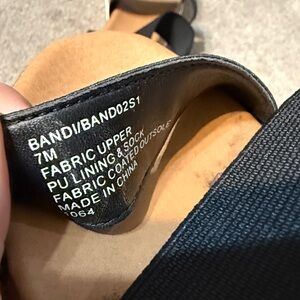 BANDI/BAND02S1
7M
FABRIC UPPER
PU LINING & SOCK
FABRIC COATED OUTSOLE
MADE IN CHINA
1064